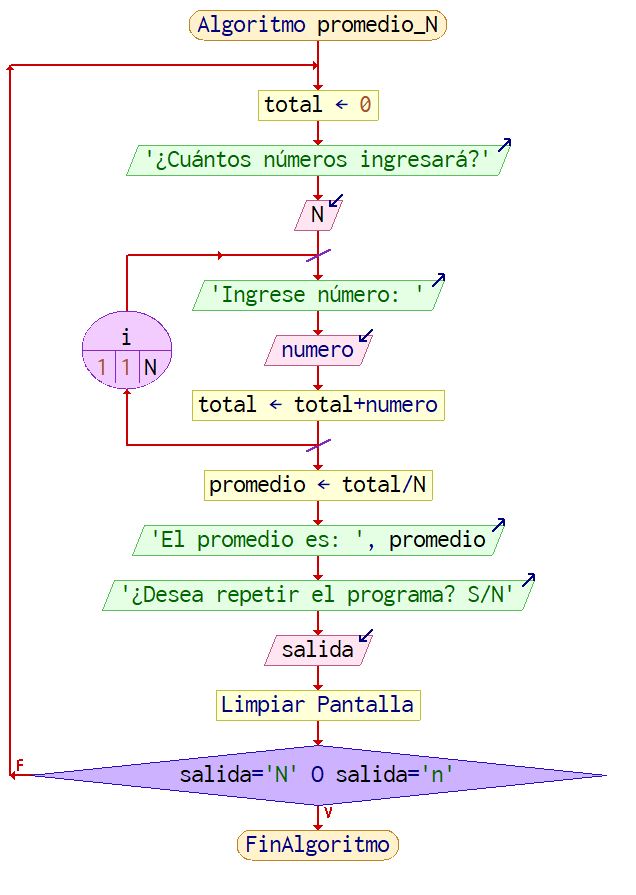 Algoritmo promedio_N
total ← 0
'¿Cuántos números ingresará?'
N
'Ingrese número: '
i
1 1 N
numero
total ← total+numero
promedio ← total/N
'El promedio es: ', promedio
'¿Desea repetir el programa? S/N'
salida
Limpiar Pantalla
F
salida='N' O salida='n'
V
FinAlgoritmo